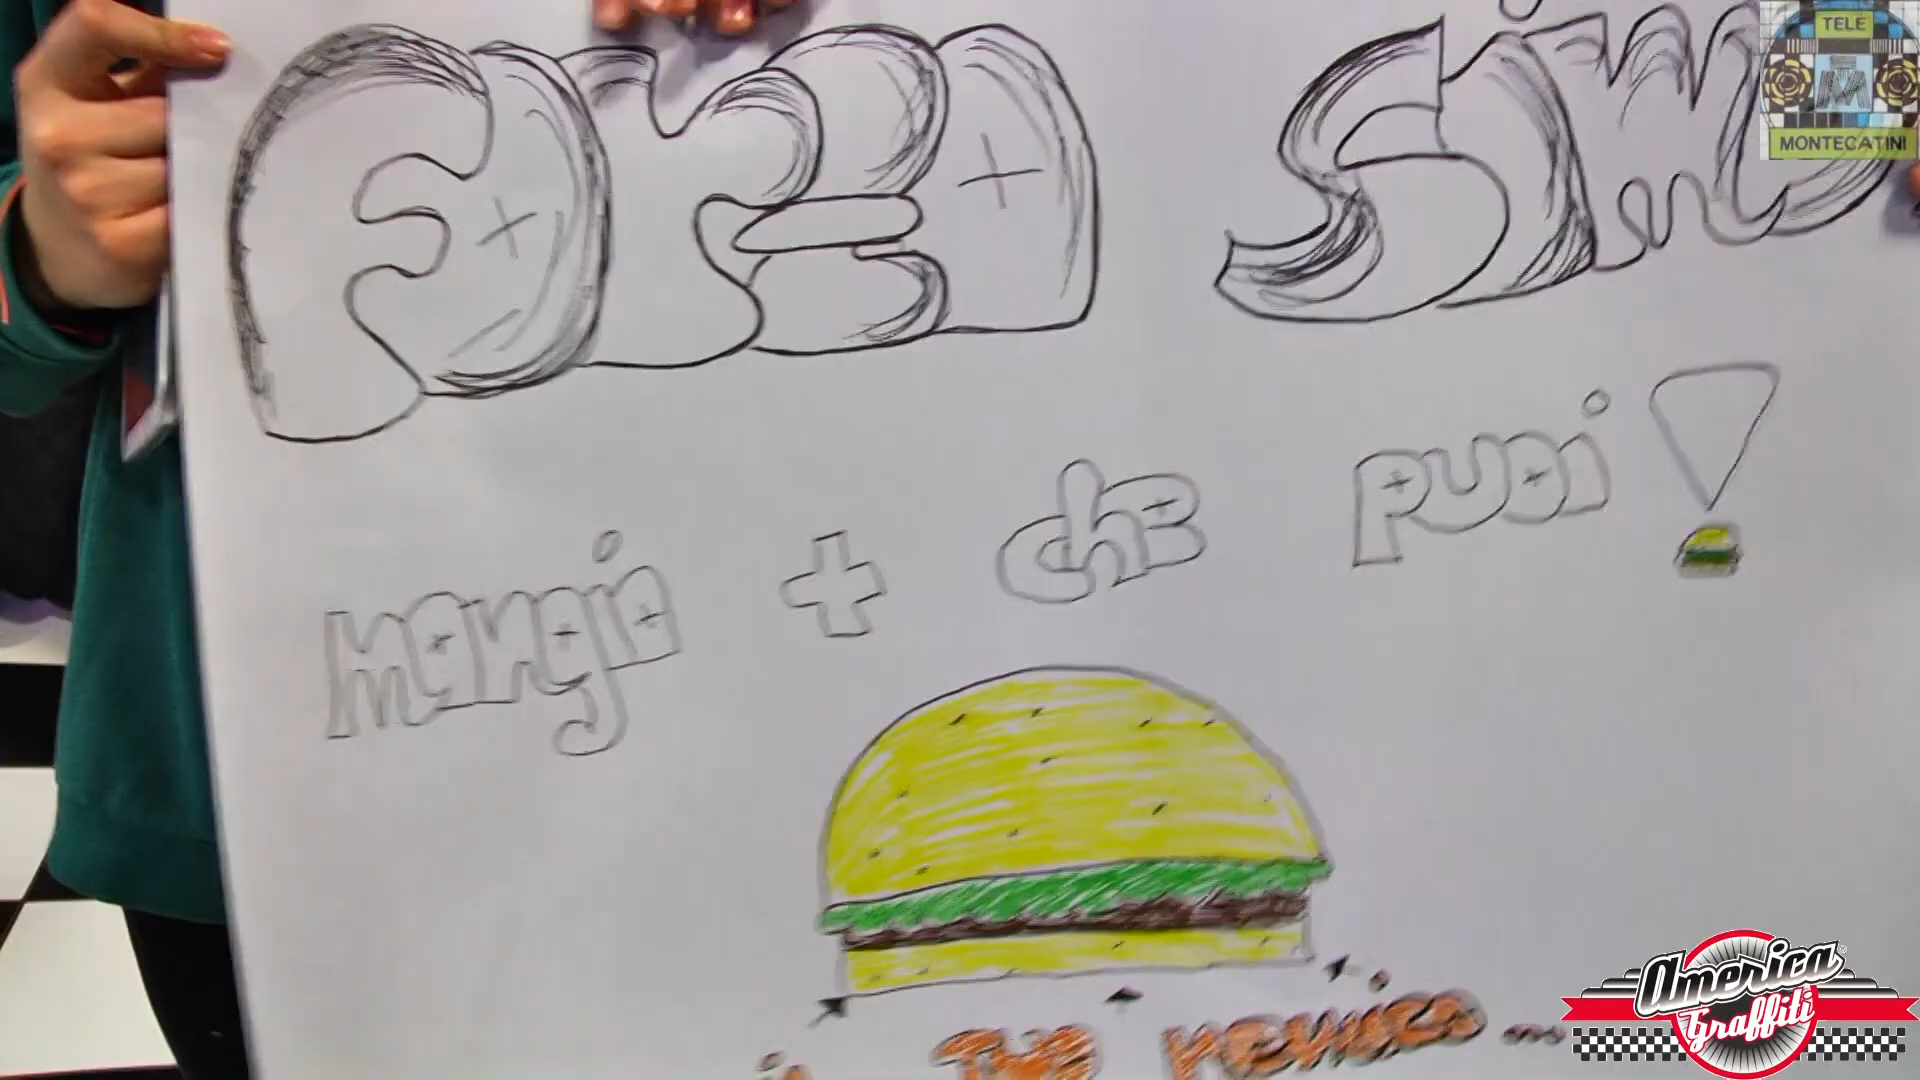 FORZA SIMO
TELE
MONTECATINI
mangia + che puoi!
America
Graffiti